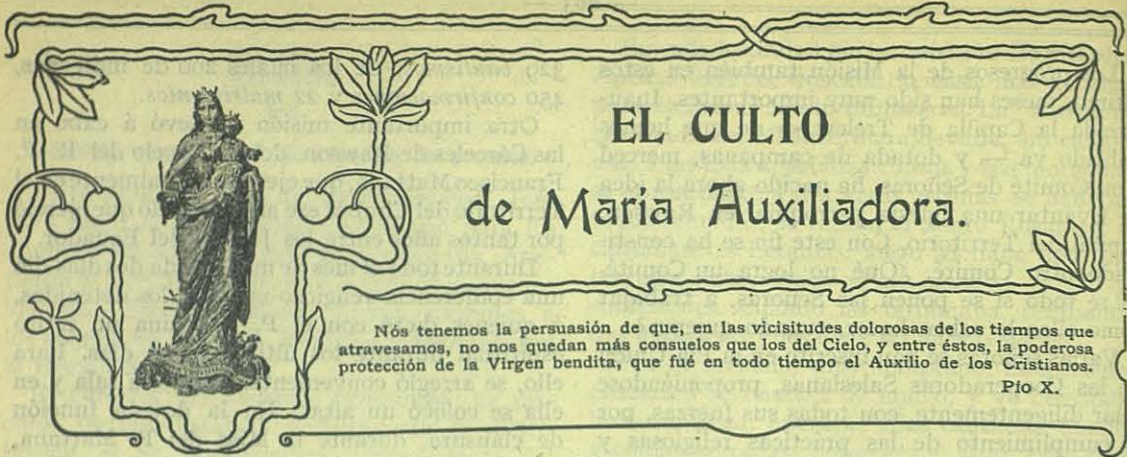 EL CULTO
de Maria Auxiliadora.
Nós tenemos la persuasión de que, en las vicisitudes dolorosas de los tiempos que
atravesamos, no nos quedan más consuelos que los del Cielo, y entre éstos, la poderosa
protección de la Virgen bendita, que fué en todo tiempo el Auxilio de los Cristianos.
Pío X.